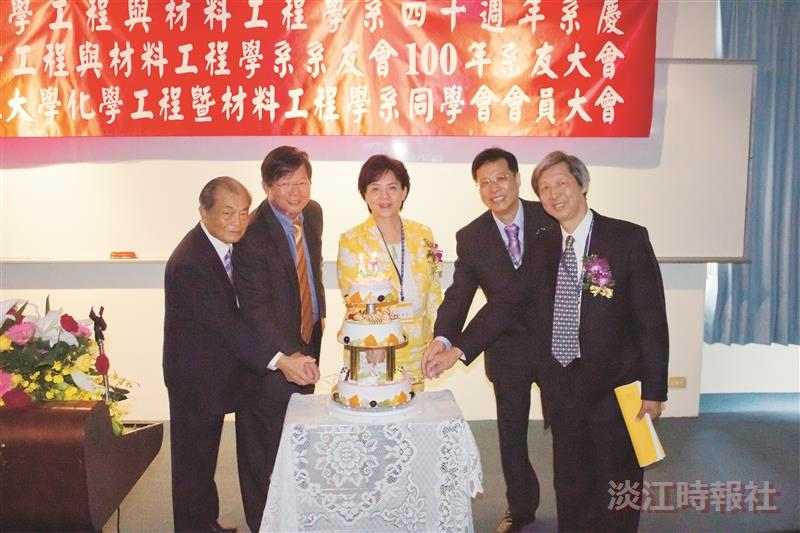 學工程與材料工程學系四十週年系慶
工程與材料工程學系系友會100年系友大會
大學化學工程暨材料工程學系同學會會員大會
淡江時報社